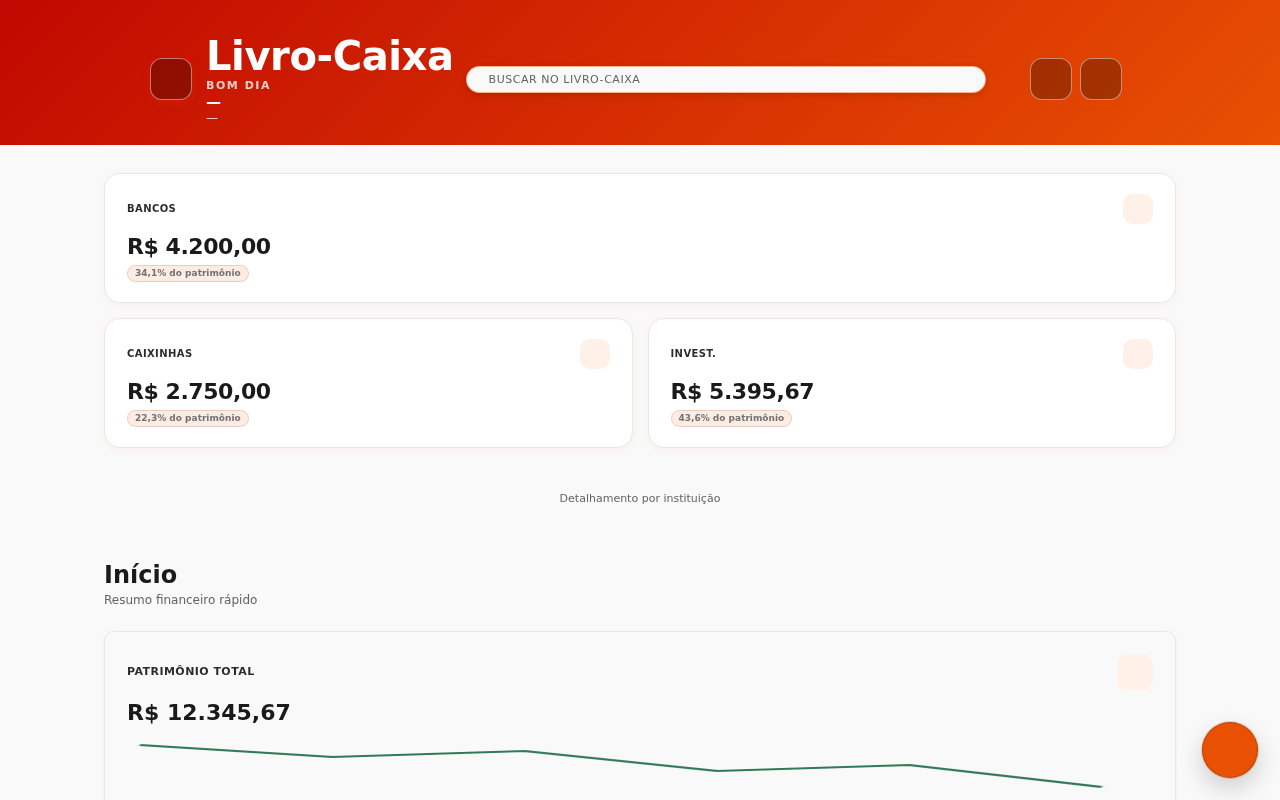 Livro-Caixa
BOM DIA
—
—
BUSCAR NO LIVRO-CAIXA
BANCOS
R$ 4.200,00
34,1% do patrimônio
CAIXINHAS
R$ 2.750,00
22,3% do patrimônio
INVEST.
R$ 5.395,67
43,6% do patrimônio
Detalhamento por instituição
Início
Resumo financeiro rápido
PATRIMÔNIO TOTAL
R$ 12.345,67